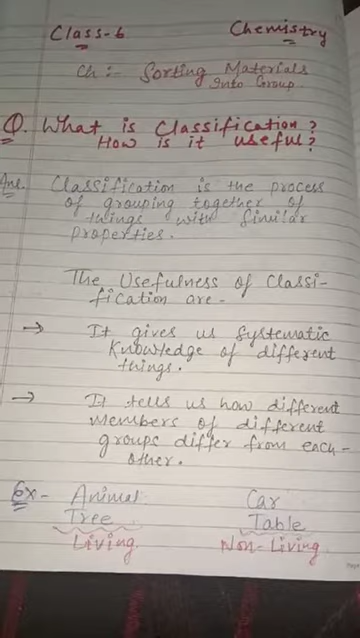 Class-6 Chemistry
Ch :- Sorting Materials
Into Group.
Q. What is Classification?
How is it useful?
Ans. Classification is the process
of grouping together of
things with Similar
properties.
The Usefulness of Classi-
fication are -
→ It gives us Systematic
Knowledge of different
things.
→ It tells us how different
members of different
groups differ from each-
other.
Ex- Animal Car
Tree Table
Living Non-Living